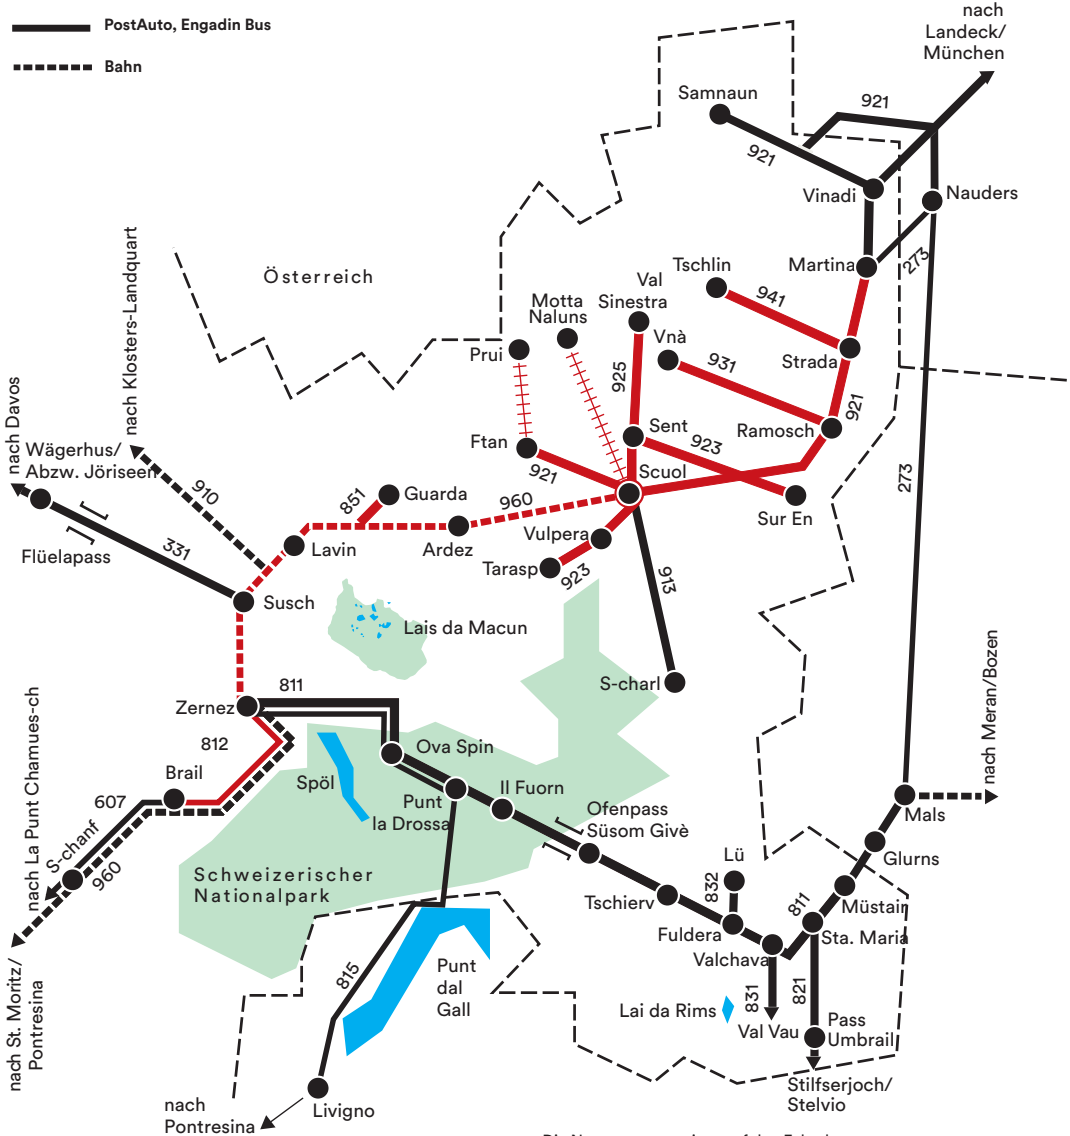 PostAuto, Engadin Bus
Bahn
nach
Landeck/
München
Samnaun
921
921
Vinadi
Nauders
nach Klosters-Landquart
Österreich
Martina
273
Tschlin
941
Val
Sinestra
Motta
Naluns
Vnà
931
Prui
Strada
925
921
nach Davos
Wägerhus/
Abzw. Jöriseen
Ftan
921
Sent
923
Ramosch
Scuol
273
910
851
Guarda
960
Sur En
Flüelapass
331
Lavin
Ardez
Vulpera
Tarasp
923
913
Susch
Lais da Macun
S-charl
nach Meran/Bozen
811
Zernez
812
nach La Punt Chamues-ch
Ova Spin
Brail
Spöl
Punt
la Drossa
Il Fuorn
607
Ofenpass
Süsom Givè
Mals
S-chanf
960
Glurns
Lü
832
Schweizerischer
Nationalpark
Tschierv
Müstair
811
Fuldera
Sta. Maria
Valchava
nach St. Moritz/
Pontresina
815
Punt
dal
Gall
831
821
Lai da Rims
Val Vau
Pass
Umbrail
Stilfserjoch/
Stelvio
Livigno
nach
Pontresina